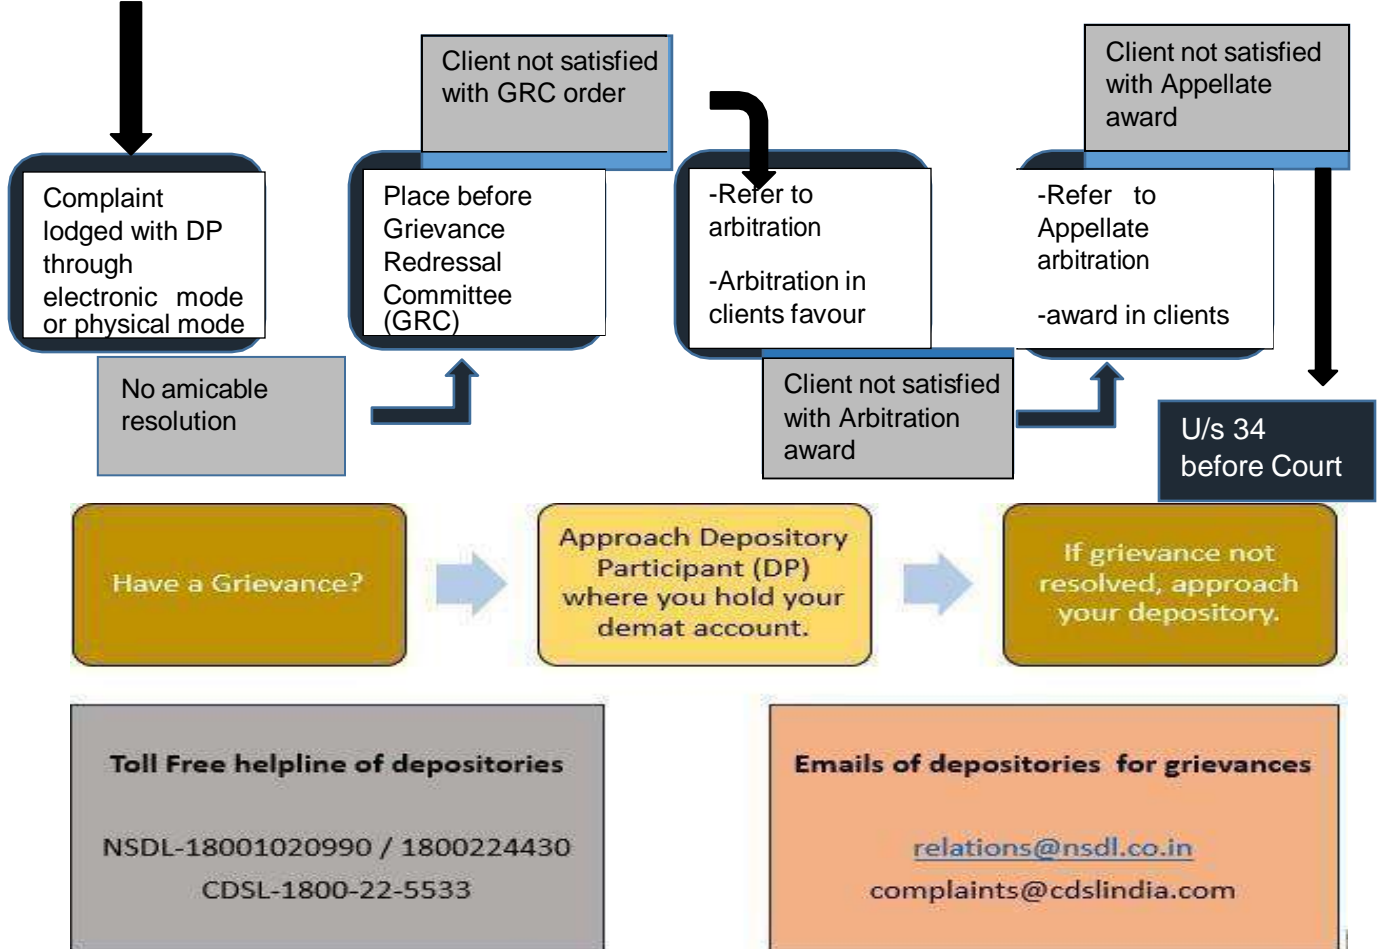 Client not satisfied
with GRC order
Client not satisfied
with Appellate
award
Complaint
lodged with DP
through
electronic mode
or physical mode
Place before
Grievance
Redressal
Committee
(GRC)
-Refer to
arbitration
-Arbitration in
clients favour
-Refer to
Appellate
arbitration
-award in clients
No amicable
resolution
Client not satisfied
with Arbitration
award
U/s 34
before Court
Have a Grievance?
Approach Depository
Participant (DP)
where you hold your
demat account.
If grievance not
resolved, approach
your depository.
Toll Free helpline of depositories
NSDL-18001020990 / 1800224430
CDSL-1800-22-5533
Emails of depositories for grievances
relations@nsdl.co.in
complaints@cdslindia.com